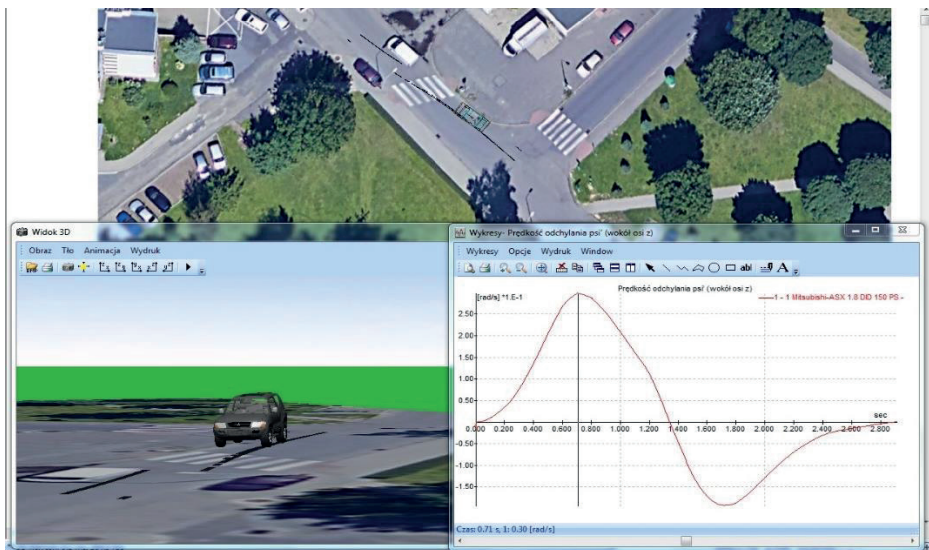 Widok 3D
Obraz Tło Animacja Wydruk
Wykresy- Prędkość odchylania psi' (wokół osi z)
Wykresy Opcje Wydruk Window
abl A
Prędkość odchylania psi' (wokół osi z)
[rad/s] *1.E-1
1 - 1 Mitsubishi-ASX 1.8 DID 150 PS -
2.50
2.00
1.50
1.00
0.50
sec
0.000 0.200 0.400 0.600 0.800 1.000 1.200 1.400 1.600 1.800 2.000 2.200 2.400 2.600 2.800
-0.50
-1.00
-1.50
Czas: 0.71 s, 1: 0.30 [rad/s]